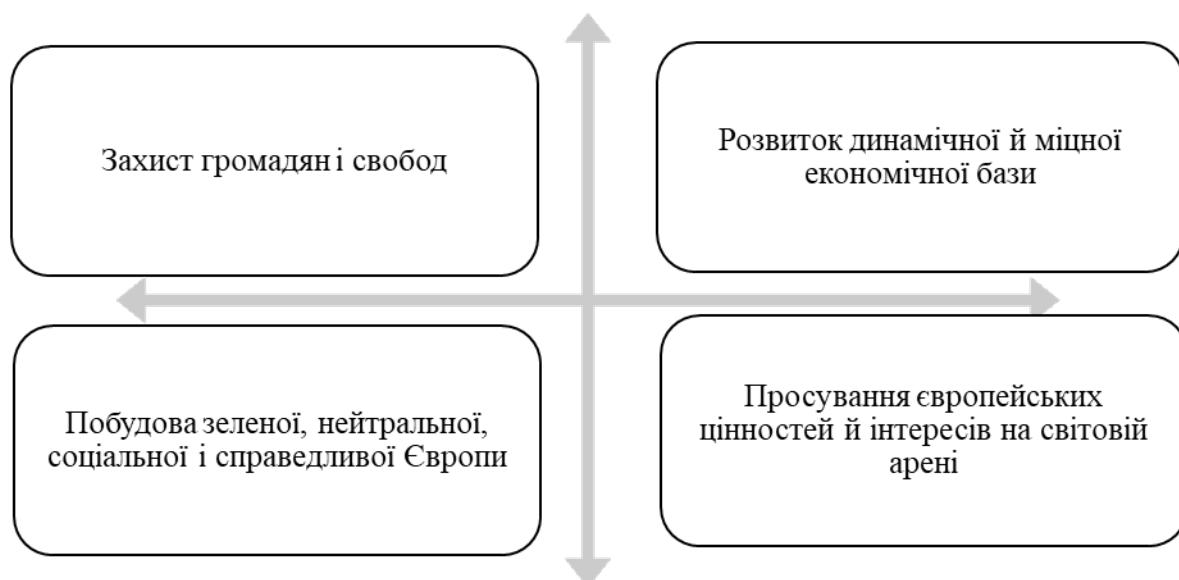 Захист громадян і свобод
Розвиток динамічної й міцної
економічної бази
Побудова зеленої, нейтральної,
соціальної і справедливої Європи
Просування європейських
цінностей й інтересів на світовій
арені